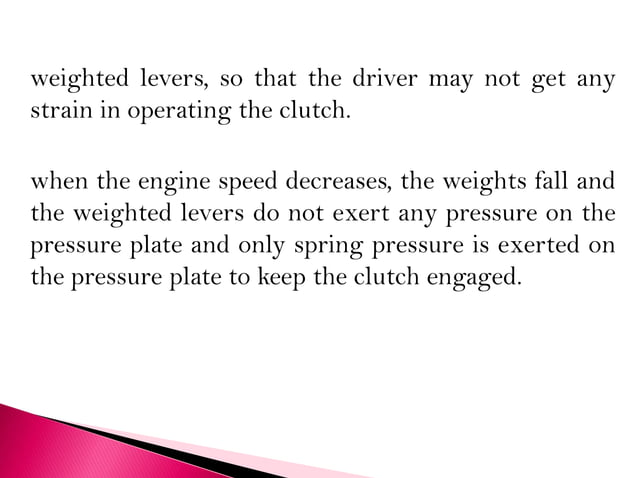 weighted levers, so that the driver may not get any
strain in operating the clutch.
when the engine speed decreases, the weights fall and
the weighted levers do not exert any pressure on the
pressure plate and only spring pressure is exerted on
the pressure plate to keep the clutch engaged.